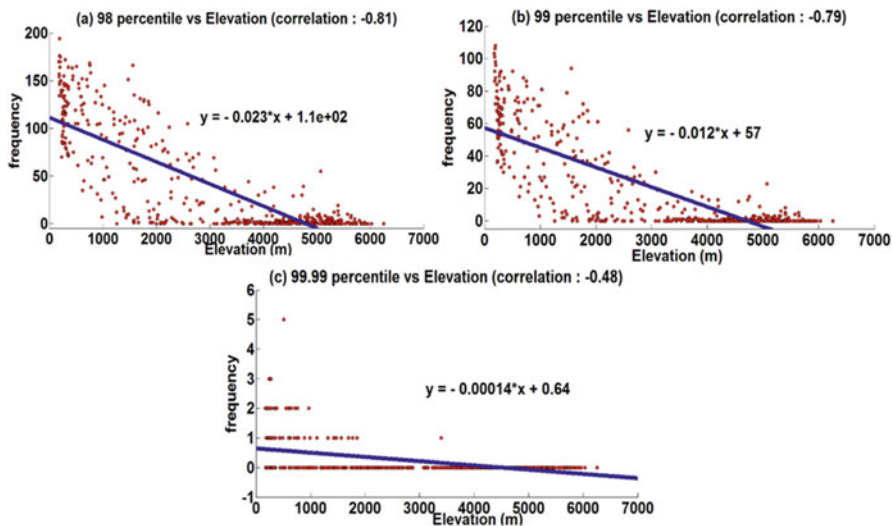 (a) 98 percentile vs Elevation (correlation : -0.81)
200
150
100
50
0
frequency
y = - 0.023*x + 1.1e+02
0 1000 2000 3000 4000 5000 6000 7000
Elevation (m)
(b) 99 percentile vs Elevation (correlation : -0.79)
120
100
80
60
40
20
0
frequency
y = - 0.012*x + 57
0 1000 2000 3000 4000 5000 6000 7000
Elevation (m)
(c) 99.99 percentile vs Elevation (correlation : -0.48)
6
5
4
3
2
1
0
-1
frequency
y = - 0.00014*x + 0.64
0 1000 2000 3000 4000 5000 6000 7000
Elevation (m)